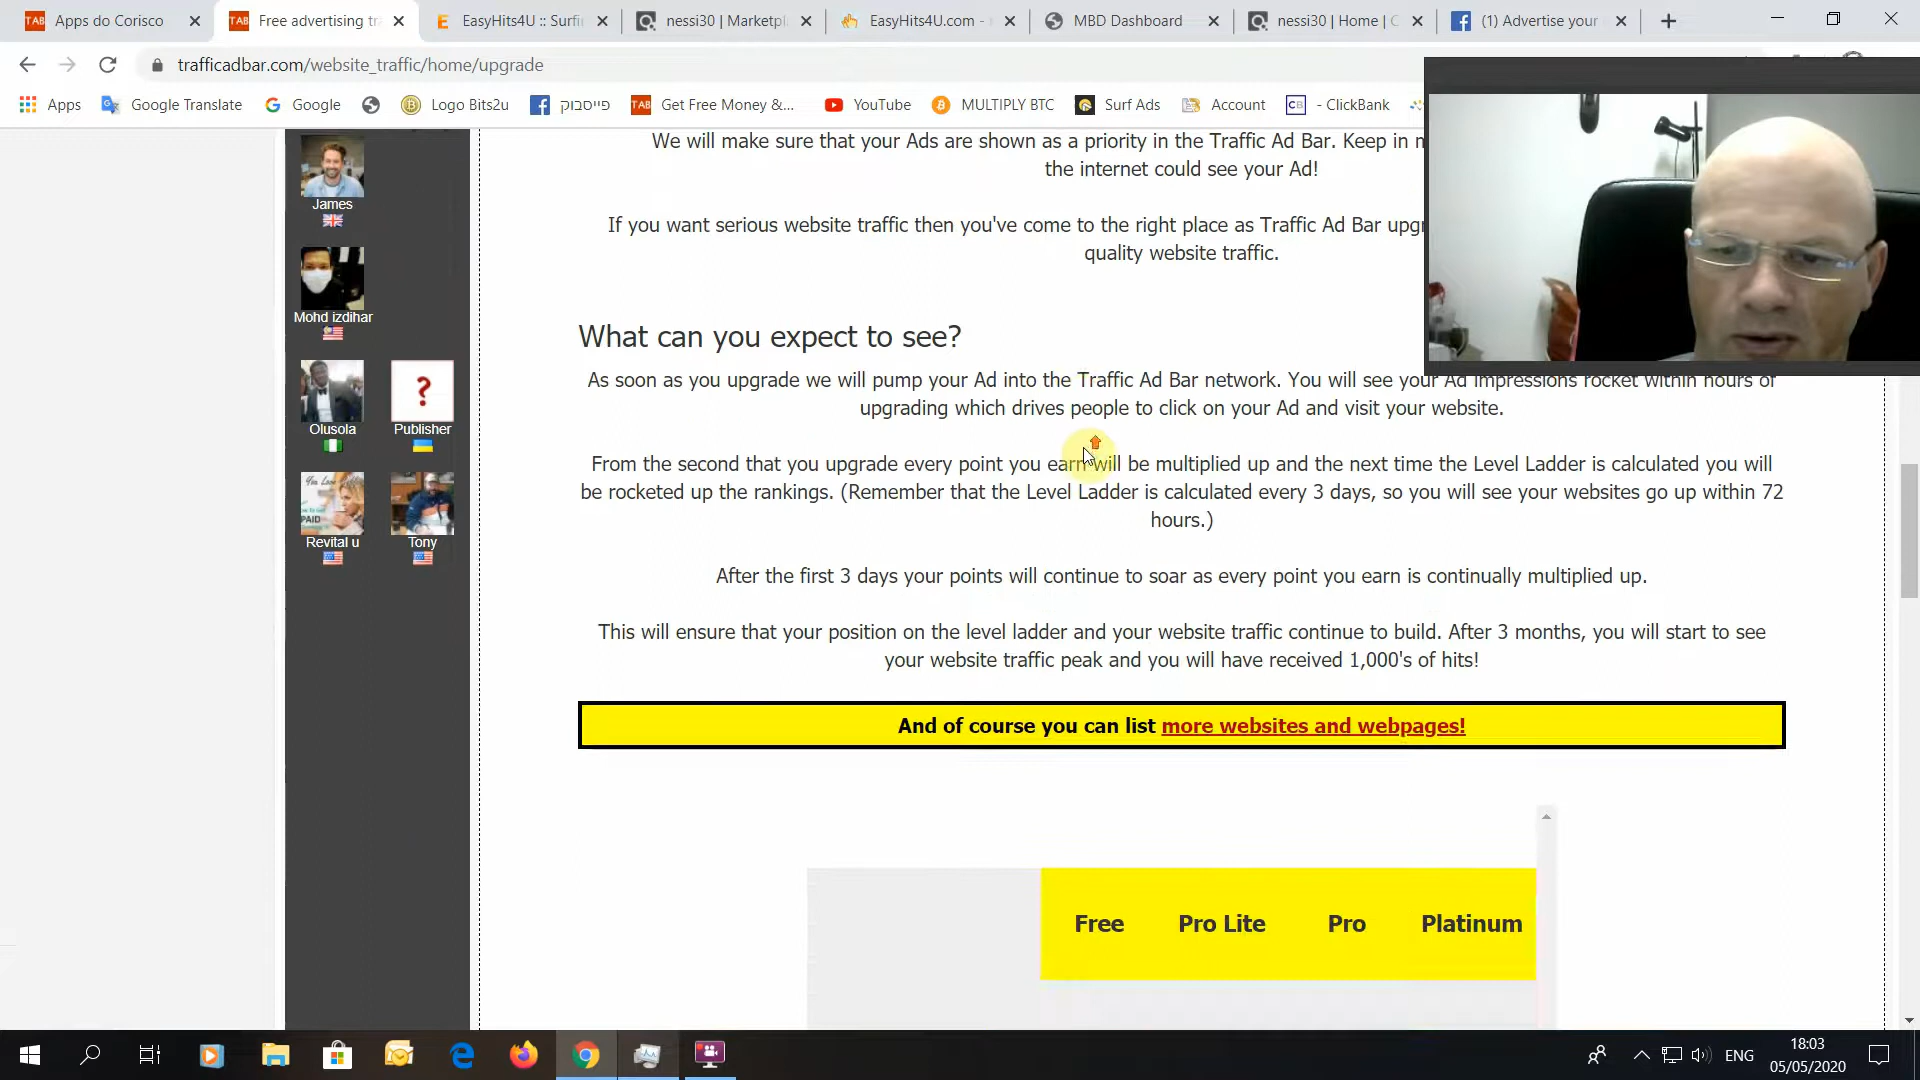 Apps do Corisco
Free advertising tr
EasyHits4U :: Surfin
nessi30 | Marketpl
EasyHits4U.com -
MBD Dashboard
nessi30 | Home | C
(1) Advertise your
trafficadbar.com/website_traffic/home/upgrade
Apps
Google Translate
Google
Logo Bits2u
פייסבוק
Get Free Money &...
YouTube
MULTIPLY BTC
Surf Ads
Account
- ClickBank
James
Mohd izdihar
Olusola
Publisher
Revital u
Tony
We will make sure that your Ads are shown as a priority in the Traffic Ad Bar. Keep in
the internet could see your Ad!
If you want serious website traffic then you've come to the right place as Traffic Ad Bar upgr
quality website traffic.
What can you expect to see?
As soon as you upgrade we will pump your Ad into the Traffic Ad Bar network. You will see your Ad impressions rocket within hours of
upgrading which drives people to click on your Ad and visit your website.
From the second that you upgrade every point you earn will be multiplied up and the next time the Level Ladder is calculated you will
be rocketed up the rankings. (Remember that the Level Ladder is calculated every 3 days, so you will see your websites go up within 72
hours.)
After the first 3 days your points will continue to soar as every point you earn is continually multiplied up.
This will ensure that your position on the level ladder and your website traffic continue to build. After 3 months, you will start to see
your website traffic peak and you will have received 1,000's of hits!
And of course you can list more websites and webpages!
Free Pro Lite Pro Platinum
ENG
18:03
05/05/2020